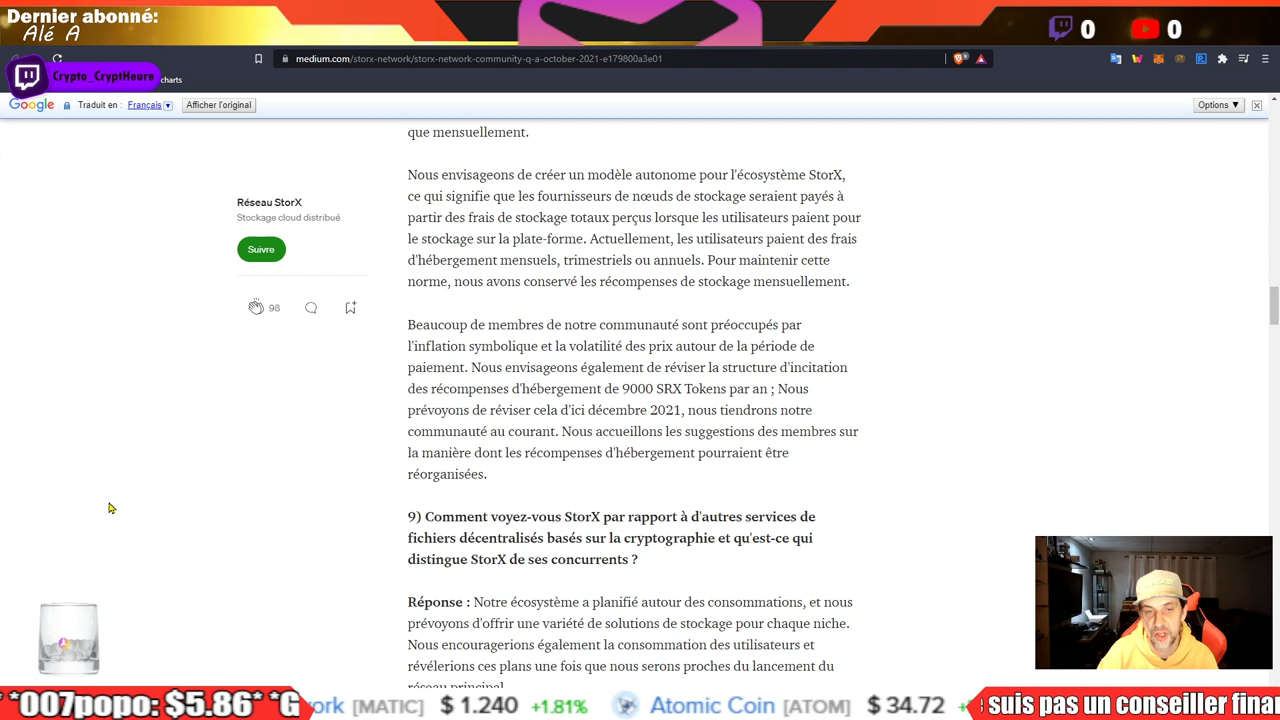 Dernier abonné:
Alé A
0
0
medium.com/storx-network/storx-network-community-q-a-october-2021-e179800a3e01
Crypto_CryptHeure
charts
Google
Traduit en :
Français
Afficher l'original
Options ▼
que mensuellement.
Nous envisageons de créer un modèle autonome pour l'écosystème StorX,
ce qui signifie que les fournisseurs de nœuds de stockage seraient payés à
partir des frais de stockage totaux perçus lorsque les utilisateurs paient pour
le stockage sur la plate-forme. Actuellement, les utilisateurs paient des frais
d'hébergement mensuels, trimestriels ou annuels. Pour maintenir cette
norme, nous avons conservé les récompenses de stockage mensuellement.
Réseau StorX
Stockage cloud distribué
Suivre
98
Beaucoup de membres de notre communauté sont préoccupés par
l'inflation symbolique et la volatilité des prix autour de la période de
paiement. Nous envisageons également de réviser la structure d'incitation
des récompenses d'hébergement de 9000 SRX Tokens par an ; Nous
prévoyons de réviser cela d'ici décembre 2021, nous tiendrons notre
communauté au courant. Nous accueillons les suggestions des membres sur
la manière dont les récompenses d'hébergement pourraient être
réorganisées.
9) Comment voyez-vous StorX par rapport à d'autres services de
fichiers décentralisés basés sur la cryptographie et qu'est-ce qui
distingue StorX de ses concurrents ?
Réponse : Notre écosystème a planifié autour des consommations, et nous
prévoyons d'offrir une variété de solutions de stockage pour chaque niche.
Nous encouragerions également la consommation des utilisateurs et
révélerions ces plans une fois que nous serons proches du lancement du
réseau principal.
*007popo: $5.86* *G
[MATIC] $ 1.240 +1.81% Atomic Coin [ATOM] $ 34.72
suis pas un conseiller